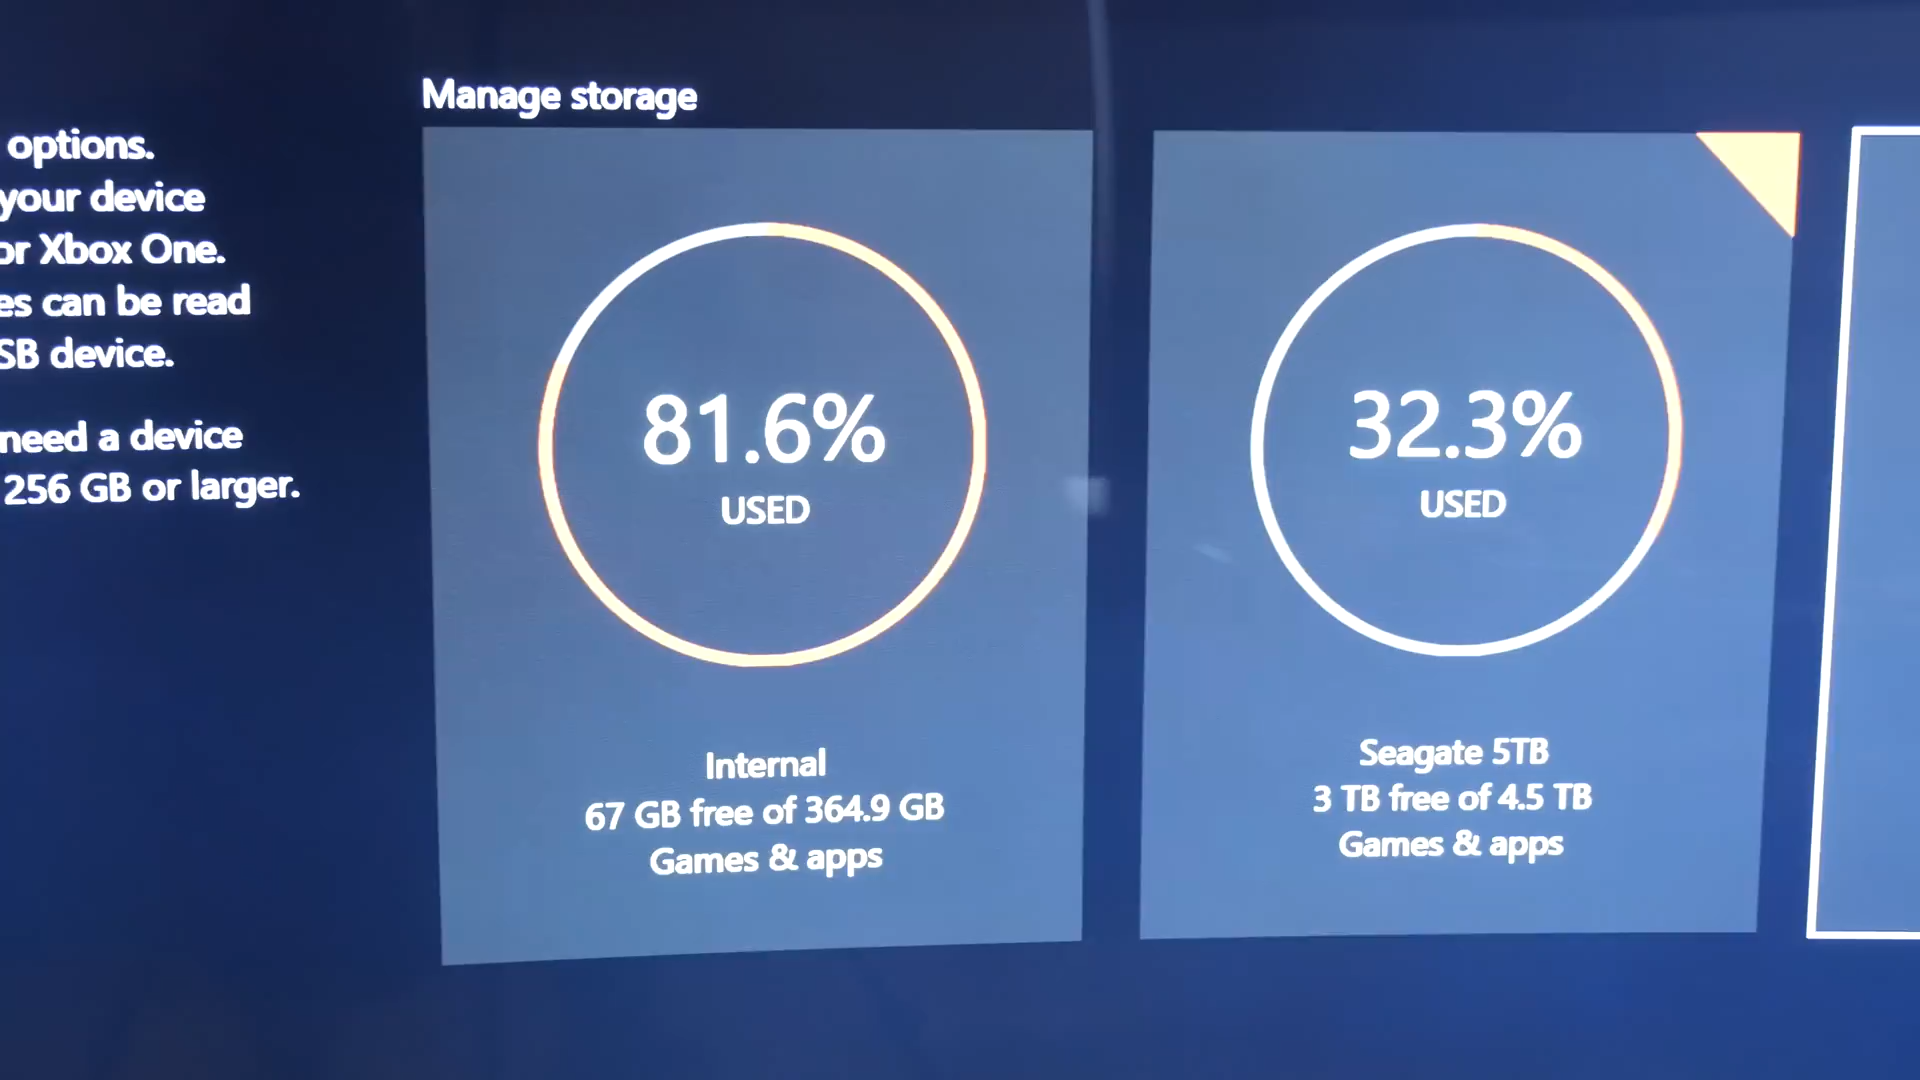 Manage storage
options.
your device
or Xbox One.
es can be read
SB device.
need a device
256 GB or larger.
81.6%
USED
Internal
67 GB free of 364.9 GB
Games & apps
32.3%
USED
Seagate 5TB
3 TB free of 4.5 TB
Games & apps